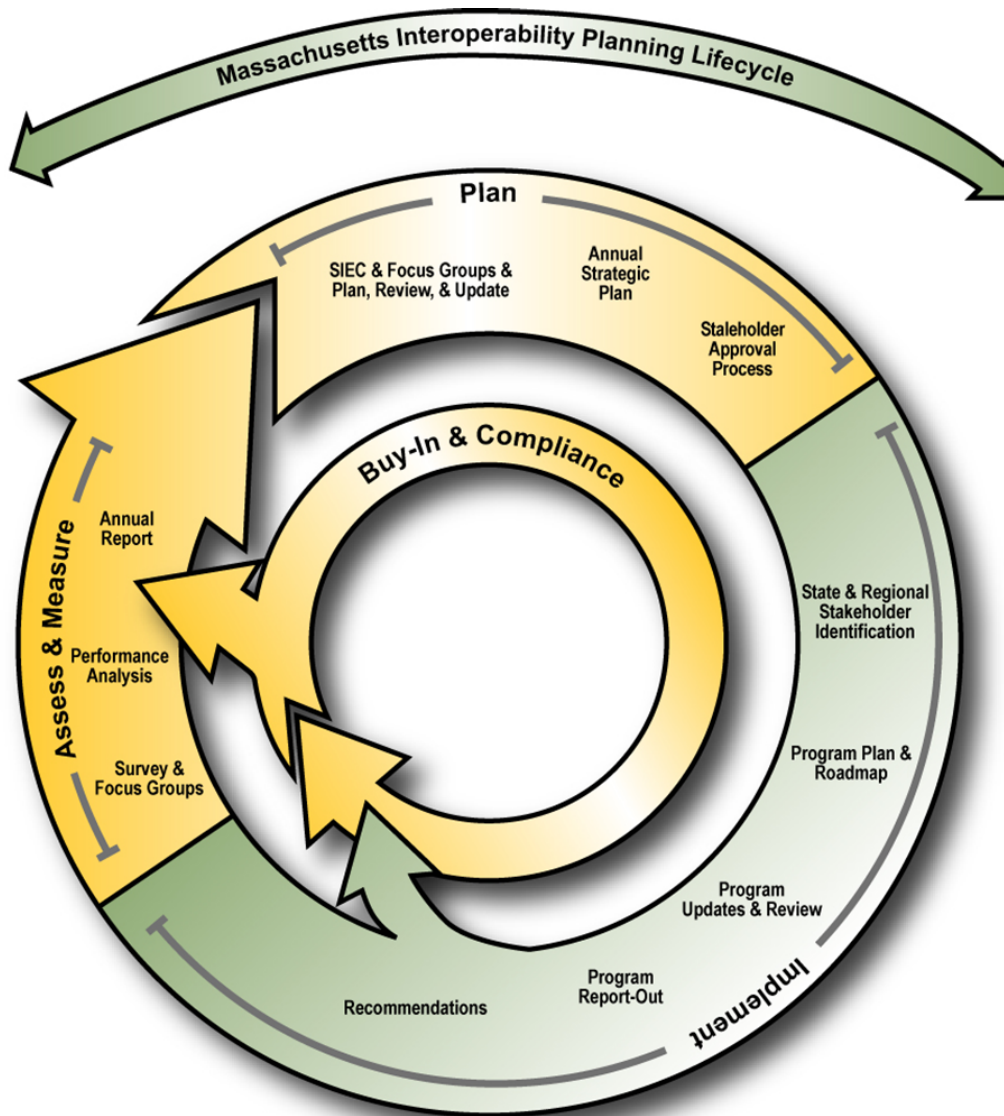 Massachusetts Interoperability Planning Lifecycle
Plan
SIEC & Focus Groups &
Plan, Review, & Update
Annual
Strategic
Plan
Staleholder
Approval
Process
Buy-In & Compliance
State & Regional
Stakeholder
Identification
Program Plan &
Roadmap
Program
Updates & Review
Program
Report-Out
Recommendations
Implement
Assess & Measure
Survey &
Focus Groups
Performance
Analysis
Annual
Report